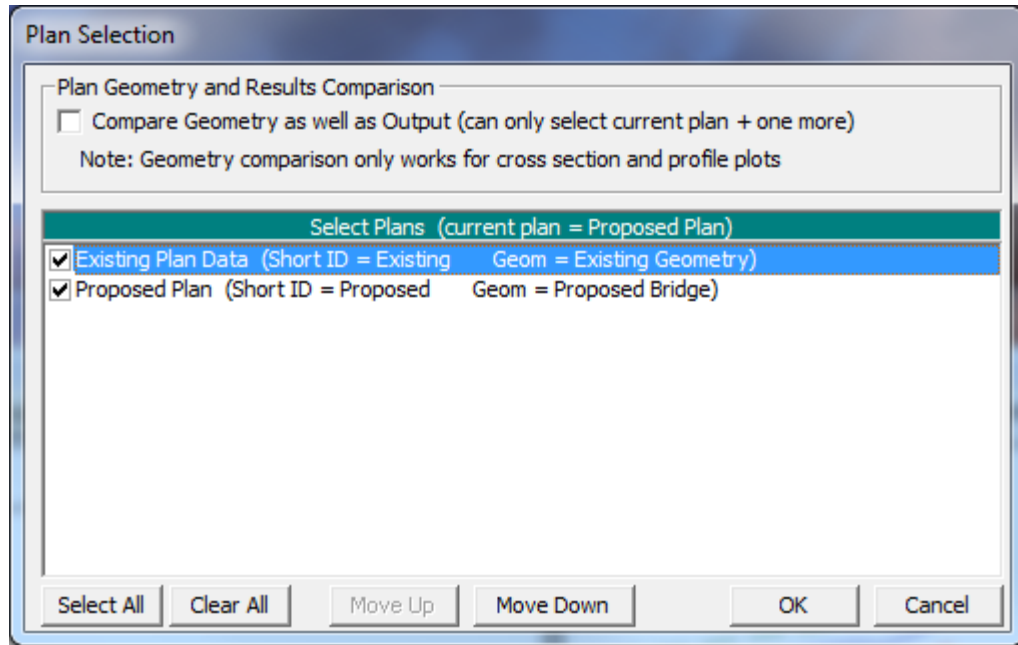 Plan Selection
Plan Geometry and Results Comparison
Compare Geometry as well as Output (can only select current plan + one more)
Note: Geometry comparison only works for cross section and profile plots
Select Plans (current plan = Proposed Plan)
Existing Plan Data (Short ID = Existing Geom = Existing Geometry)
Proposed Plan (Short ID = Proposed Geom = Proposed Bridge)
Select All Clear All Move Up Move Down OK Cancel